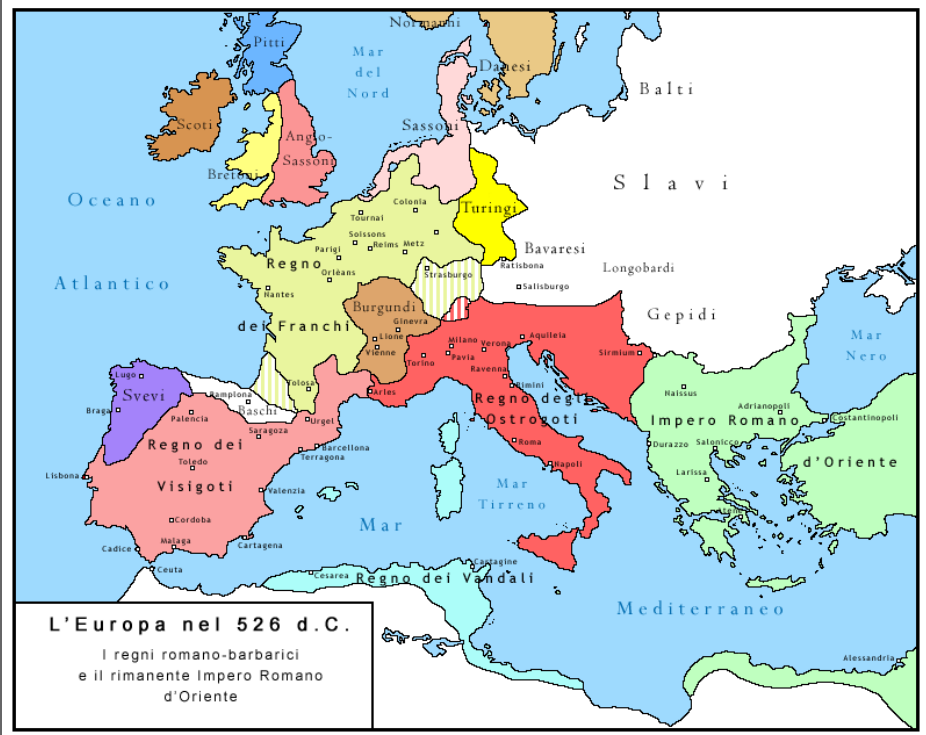 Normanni
Pitti
Mar
del
Nord
Danesi
Balti
Scoti
Anglo-
Sassoni
Sassoni
Bretoni
Slavi
Oceano
Turingi
Colonia
Tournai
Soissons
Reims
Metz
Parigi
Regno
Orlèans
Bavaresi
Ratisbona
Longobardi
Strasburgo
Salisburgo
Atlantico
Nantes
Burgundi
Ginevra
Gepidi
dei Franchi
Lione
Vienne
Milano
Verona
Aquileia
Mar
Nero
Torino
Pavia
Sirmium
Lugo
Svevi
Tolosa
Ravenna
Pamplona
Arles
Rimini
Naissus
Baschi
Regno degli
Ostrogoti
Braga
Palencia
Urgel
Adrianopoli
Costantinopoli
Impero Romano
Saragoza
Regno dei
Barcellona
Terragona
Roma
Durazzo
Salonicco
d'Oriente
Toledo
Napoli
Lisbona
Visigoti
Valenzia
Larissa
Mar
Tirreno
Cordoba
Atene
Mar
Malaga
Cartagena
Cadice
Ceuta
Cesarea
Cartagine
Regno dei Vandali
Mediterraneo
Alessandria
L'Europa nel 526 d.C.
I regni romano-barbarici
e il rimanente Impero Romano
d'Oriente